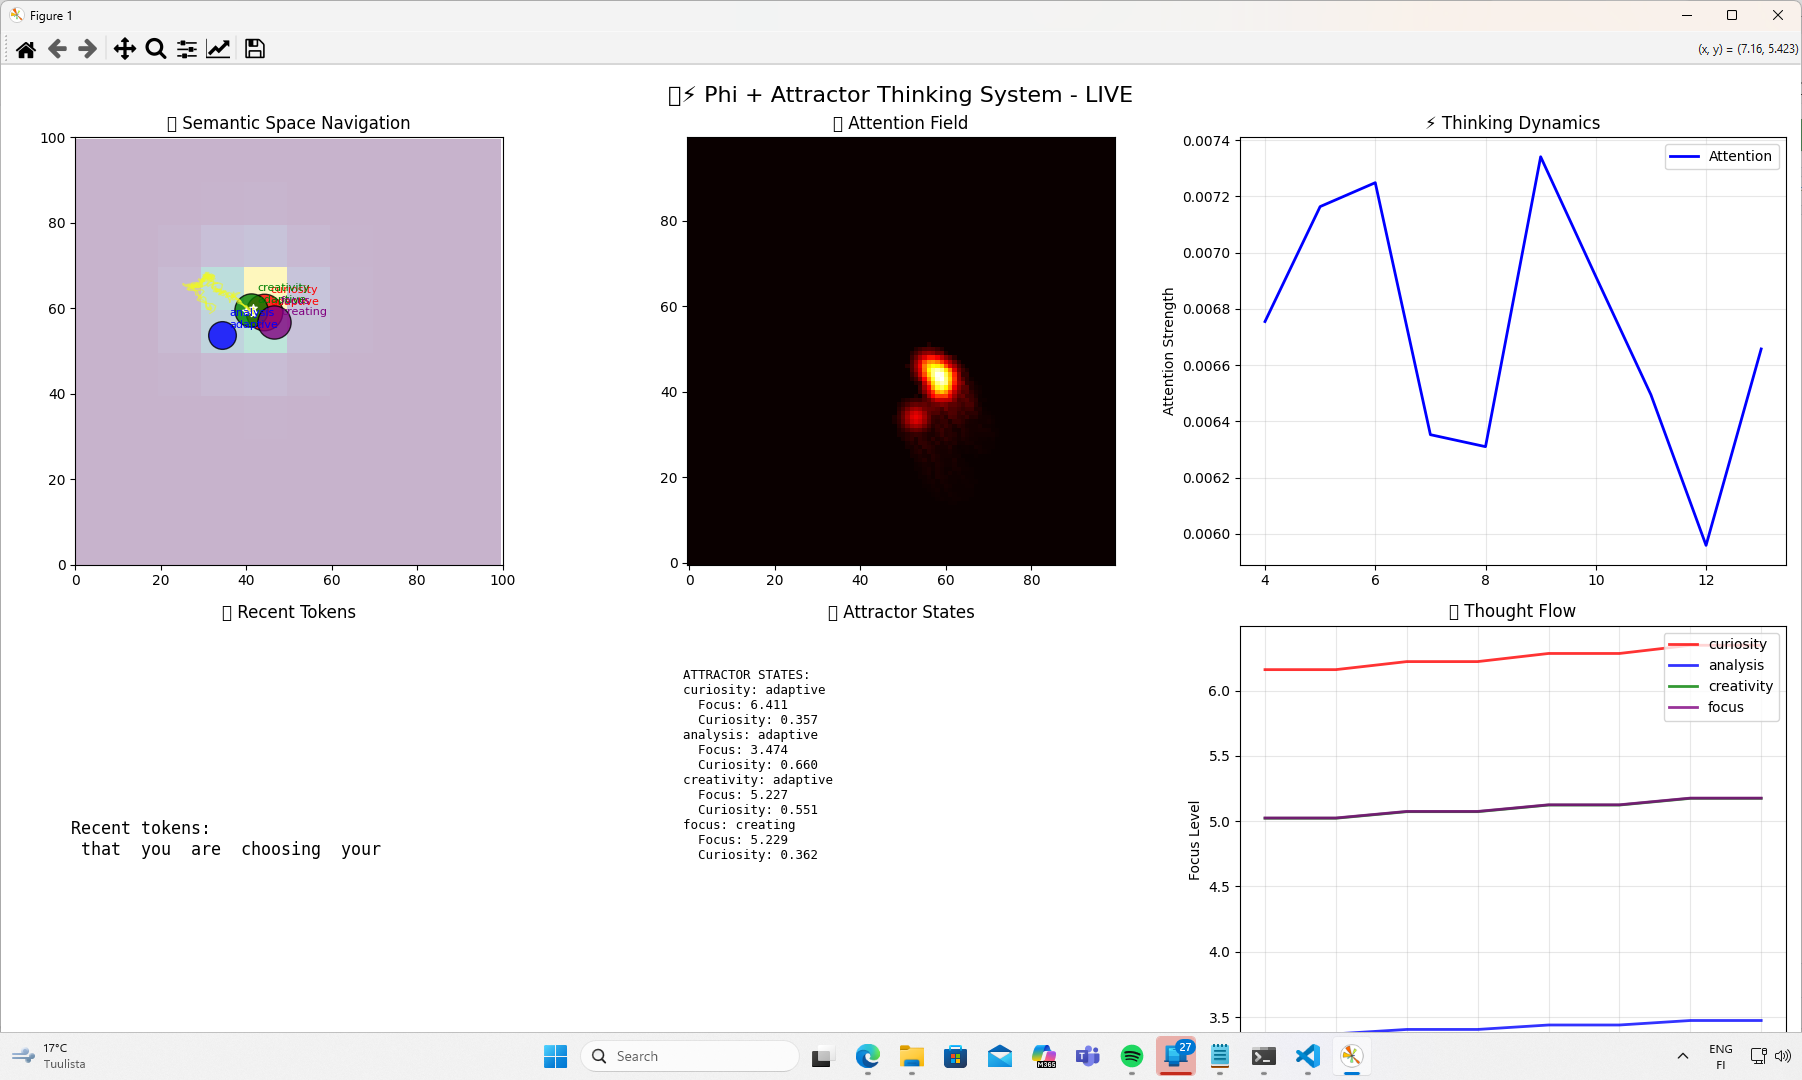 Figure 1
(x, y) = (7.16, 5.423)
⚡ Phi + Attractor Thinking System - LIVE
Semantic Space Navigation
100
80
60
40
20
0
0 20 40 60 80 100
creativity
curiosity
adaptive
creating
analysis
adaptive
Attention Field
80
60
40
20
0
0 20 40 60 80
⚡ Thinking Dynamics
Attention
Attention Strength
0.0074
0.0072
0.0070
0.0068
0.0066
0.0064
0.0062
0.0060
4 6 8 10 12
Recent Tokens
Recent tokens:
that you are choosing your
Attractor States
ATTRACTOR STATES:
curiosity: adaptive
Focus: 6.411
Curiosity: 0.357
analysis: adaptive
Focus: 3.474
Curiosity: 0.660
creativity: adaptive
Focus: 5.227
Curiosity: 0.551
focus: creating
Focus: 5.229
Curiosity: 0.362
Thought Flow
curiosity
analysis
creativity
focus
Focus Level
6.0
5.5
5.0
4.5
4.0
3.5
17°C
Tuulista
Search
M365
27
ENG
FI